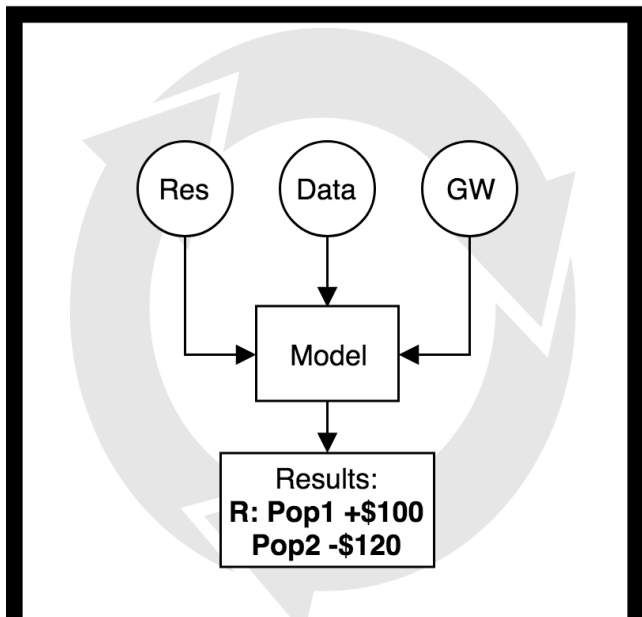 Res
Data
GW
Model
Results:
R: Pop1 +$100
Pop2 -$120